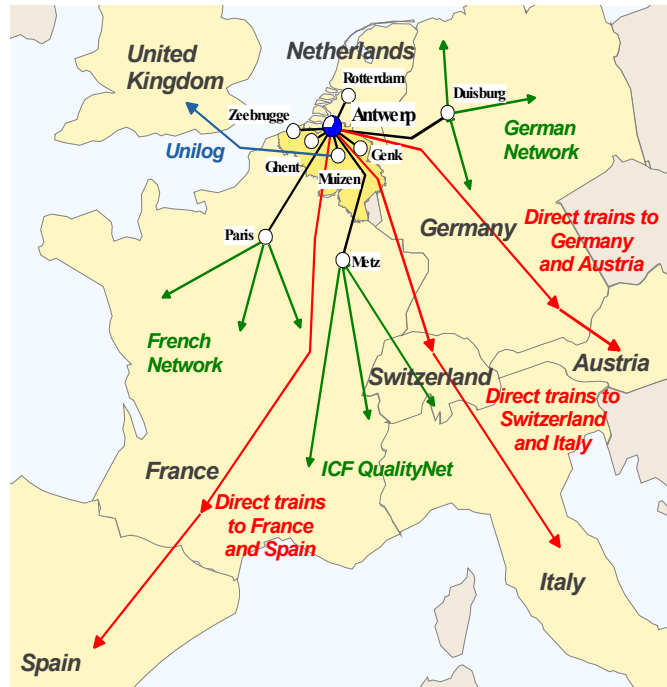 United
Kingdom
Netherlands
Rotterdam
Duisburg
Zeebrugge
Antwerp
German
Network
Unilog
Ghent
Genk
Muizen
Paris
Germany
Direct trains to
Germany
and Austria
Metz
French
Network
Switzerland
Austria
Direct trains to
Switzerland
and Italy
France
ICF QualityNet
Direct trains
to France
and Spain
Italy
Spain